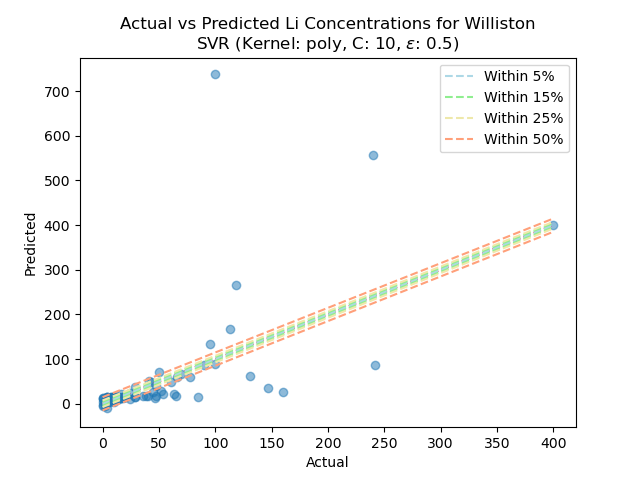 Actual vs Predicted Li Concentrations for Williston
SVR (Kernel: poly, C: 10, ε: 0.5)
Within 5%
Within 15%
Within 25%
Within 50%
700
600
500
400
300
200
100
0
Predicted
0 50 100 150 200 250 300 350 400
Actual